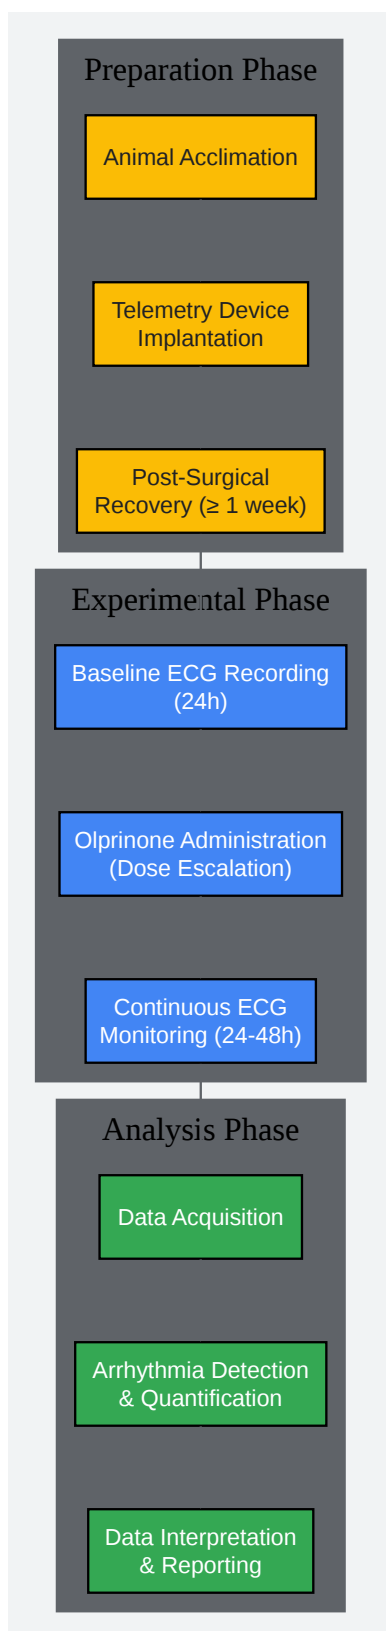 Preparation Phase
Animal Acclimation
Telemetry Device
Implantation
Post-Surgical
Recovery (≥ 1 week)
Experimental Phase
Baseline ECG Recording
(24h)
Olprinone Administration
(Dose Escalation)
Continuous ECG
Monitoring (24-48h)
Analysis Phase
Data Acquisition
Arrhythmia Detection
& Quantification
Data Interpretation
& Reporting